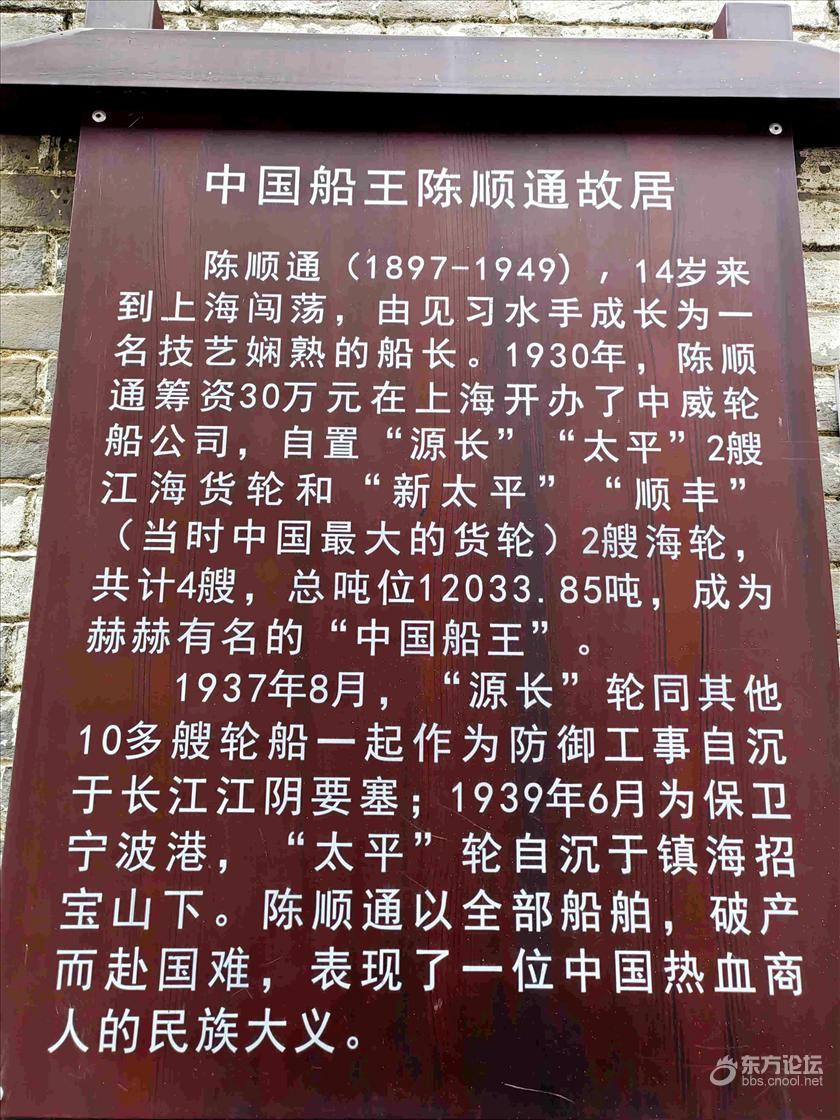 中国船王陈顺通故居
陈顺通（1897-1949），14岁来
到上海闯荡，由见习水手成长为一
名技艺娴熟的船长。1930年，陈顺
通筹资30万元在上海开办了中威轮
船公司，自置“源长”“太平”2艘
江海货轮和“新太平”“顺丰”
（当时中国最大的货轮）2艘海轮，
共计4艘，总吨位12033.85吨，成为
赫赫有名的“中国船王”。
1937年8月，“源长”轮同其他
10多艘轮船一起作为防御工事自沉
于长江江阴要塞；1939年6月为保卫
宁波港，“太平”轮自沉于镇海招
宝山下。陈顺通以全部船舶，破产
而赴国难，表现了一位中国热血商
人的民族大义。
东方论坛
bbs.cnool.net